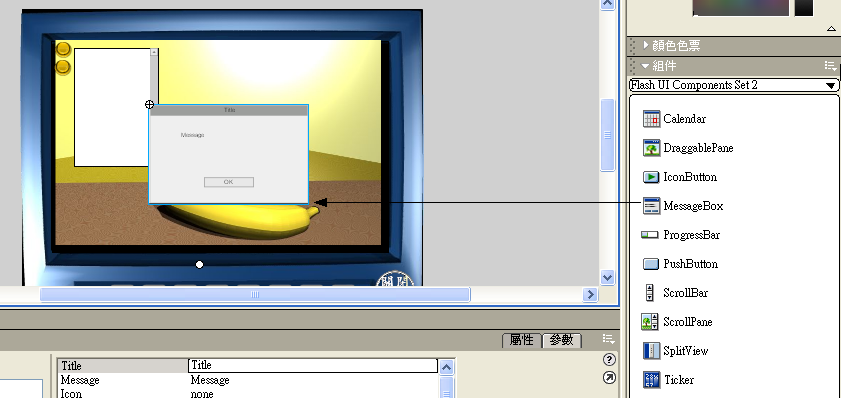 Title
Message
OK
顏色色票
組件
Flash UI Components Set 2
Calendar
DraggablePane
IconButton
MessageBox
ProgressBar
PushButton
ScrollBar
ScrollPane
SplitView
Ticker
屬性
參數
Title Title
Message Message
Icon none